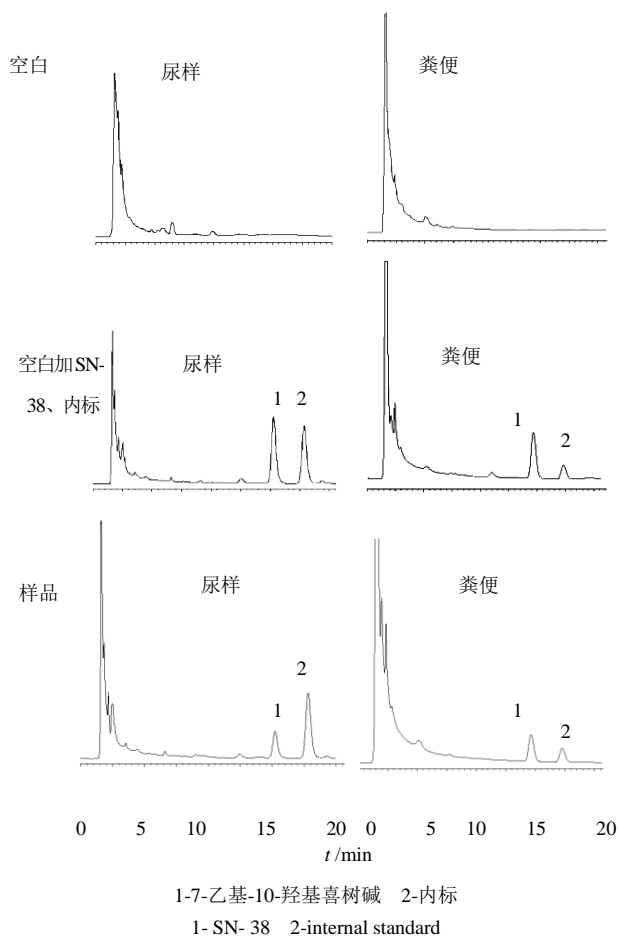 空白
尿样
粪便
空白加 SN-
38、内标
尿样
粪便
1 2
1
2
样品
尿样
粪便
2
1
1
2
0 5 10 15 20 0 5 10 15 20
t /min
1-7-乙基-10-羟基喜树碱 2-内标
1- SN- 38 2-internal standard